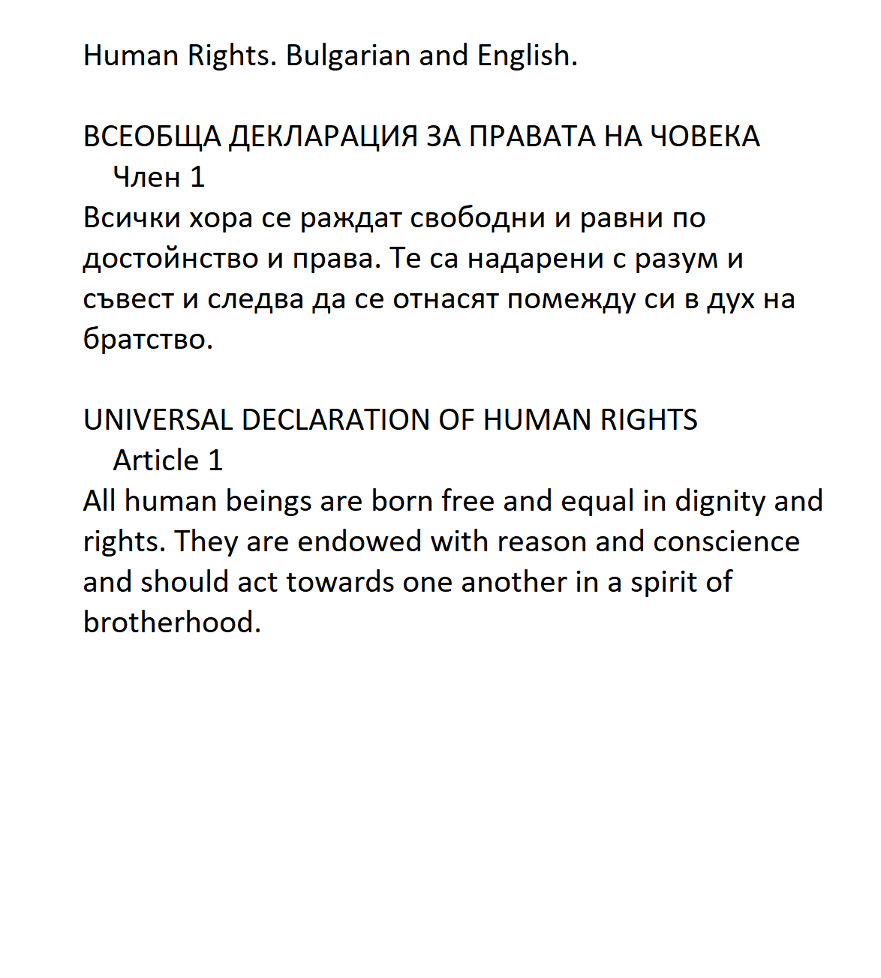 Human Rights. Bulgarian and English.
ВСЕОБЩА ДЕКЛАРАЦИЯ ЗА ПРАВАТА НА ЧОВЕКА
Член 1
Всички хора се раждат свободни и равни по
достойнство и права. Те са надарени с разум и
съвест и следва да се отнасят помежду си в дух на
братство.
UNIVERSAL DECLARATION OF HUMAN RIGHTS
Article 1
All human beings are born free and equal in dignity and
rights. They are endowed with reason and conscience
and should act towards one another in a spirit of
brotherhood.